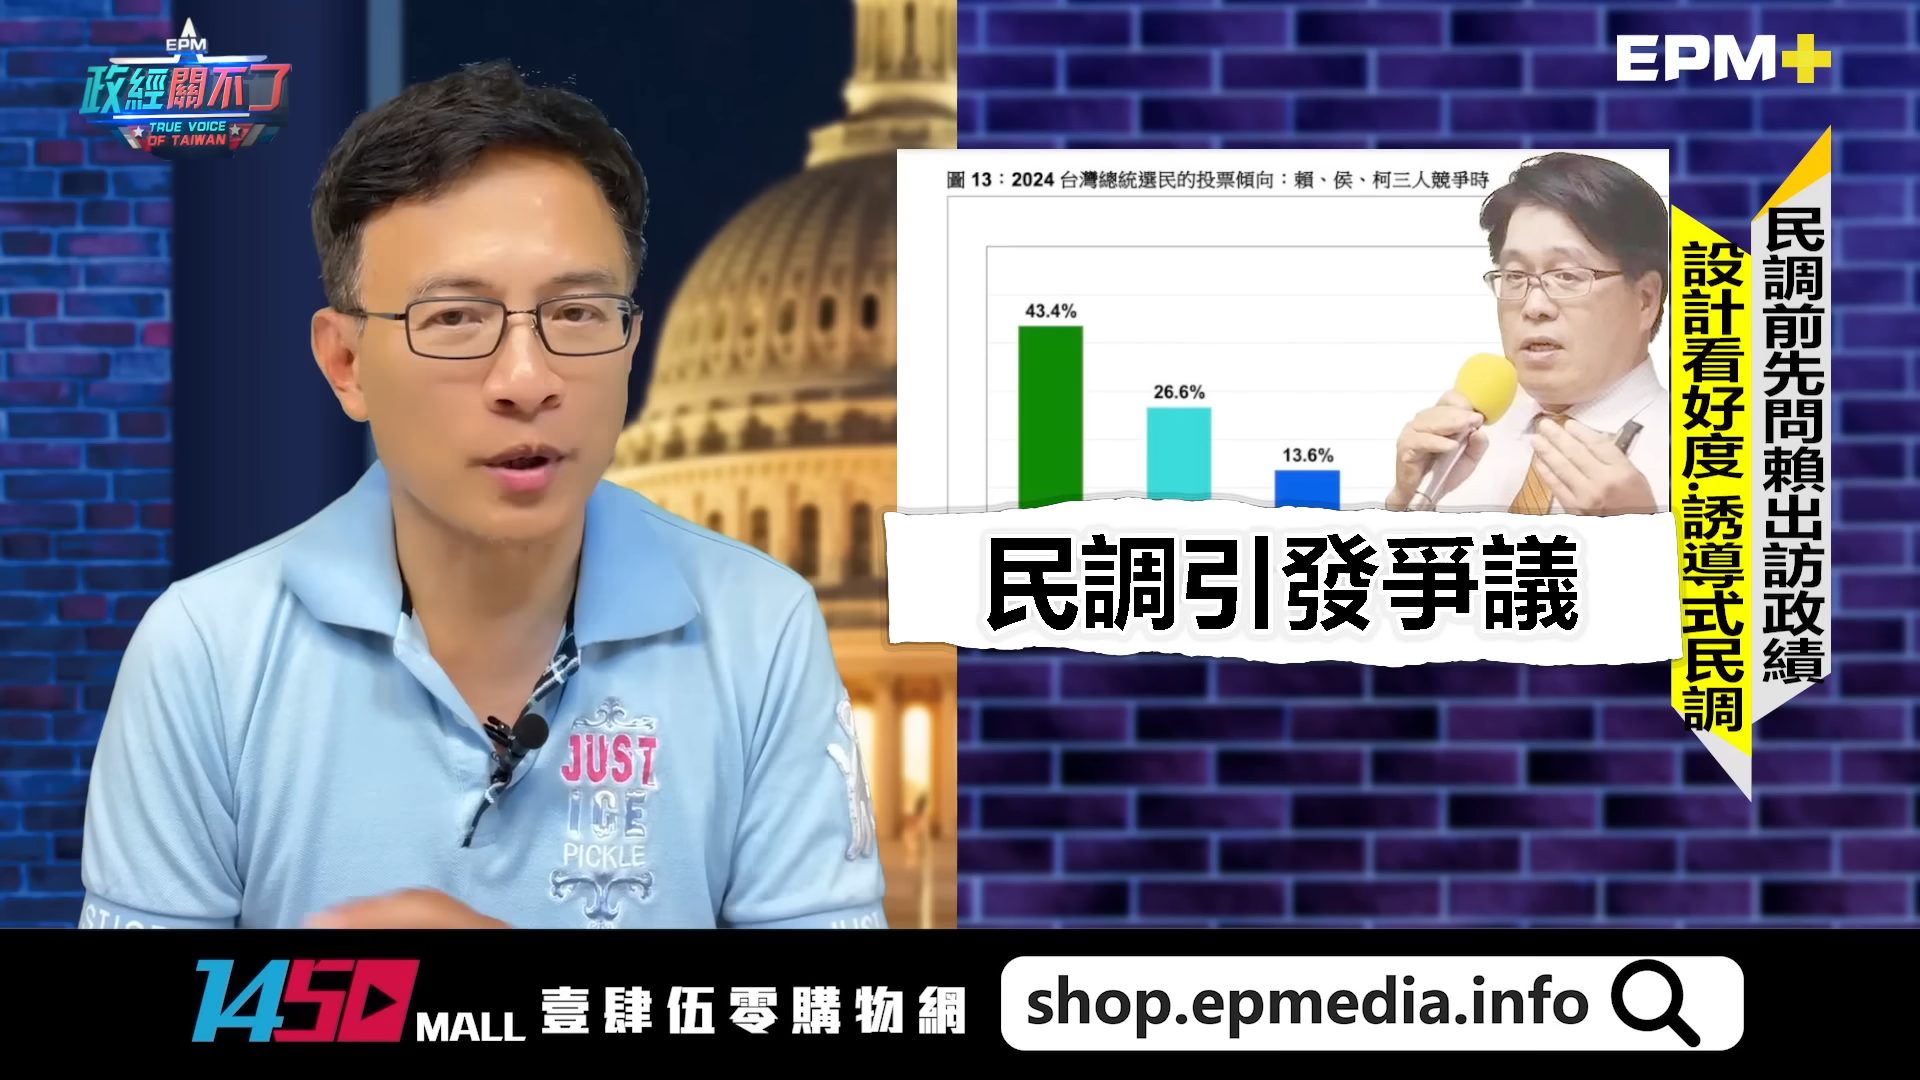 EPM
政經關不了
TRUE VOICE
OF TAIWAN
EPM+
圖 13：2024 台灣總統選民的投票傾向：賴、侯、柯三人競爭時
43.4%
26.6%
13.6%
民調引發爭議
民調前先問賴出訪政績
設計看好度.誘導式民調
JUST
ICE
PICKLE
1450 MALL 壹肆伍零購物網
shop.epmedia.info